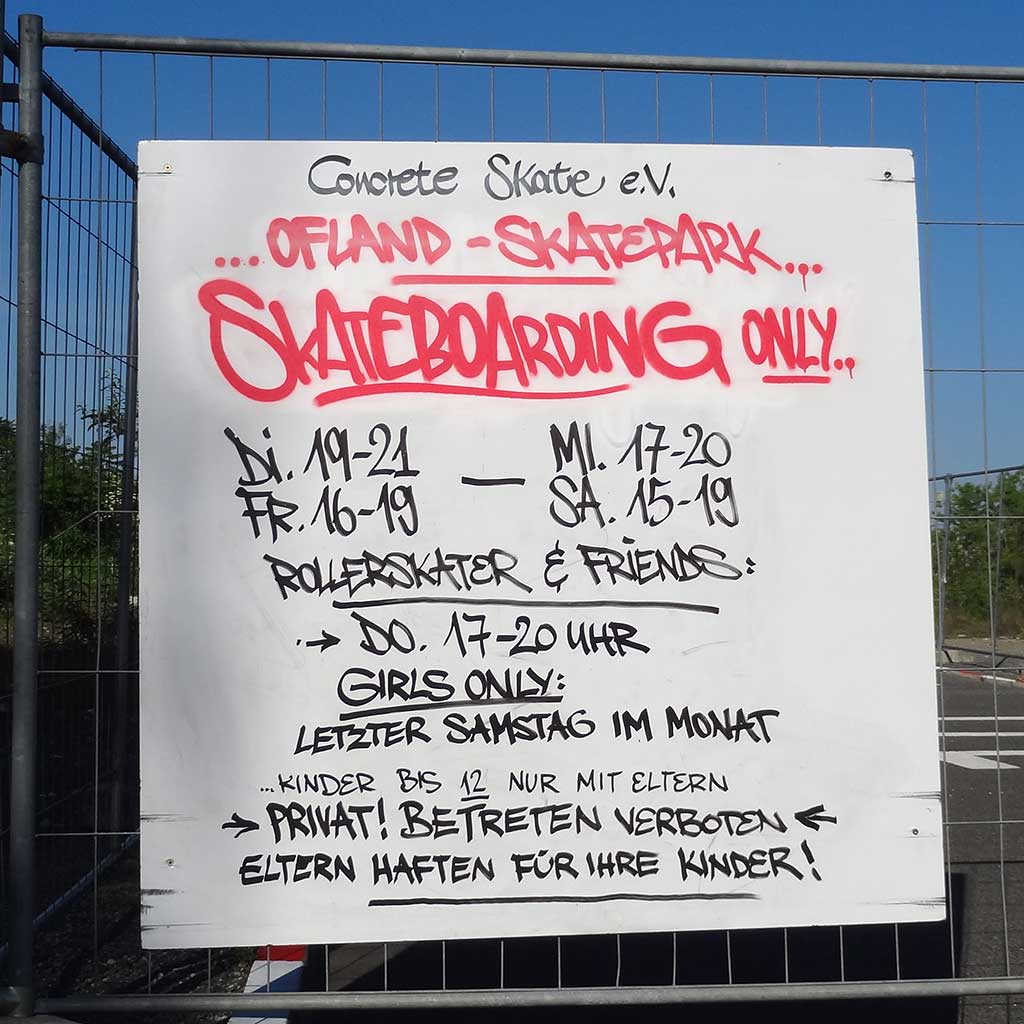 Concrete Skate e.V.
....OFLAND - SKATEPARK...
SKATEBOARDING ONLY..
Di. 19-21 — Mi. 17-20
FR. 16-19 SA. 15-19
ROLLERSKATER & FRIENDS:
→ DO. 17-20 UHR
GIRLS ONLY:
LETZTER SAMSTAG IM MONAT
...KINDER BIS 12 NUR MIT ELTERN
→ PRIVAT! BETRETEN VERBOTEN ←
ELTERN HAFTEN FÜR IHRE KINDER!